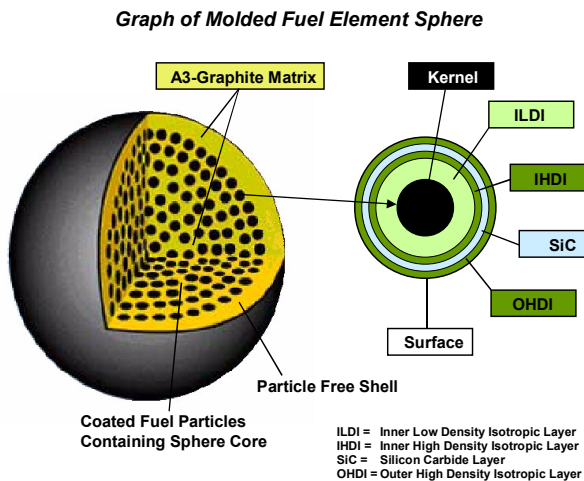 Graph of Molded Fuel Element Sphere
A3-Graphite Matrix
Kernel
ILDI
IHDI
SiC
OHDI
Surface
Particle Free Shell
Coated Fuel Particles
Containing Sphere Core
ILDI = Inner Low Density Isotropic Layer
IHDI = Inner High Density Isotropic Layer
SiC = Silicon Carbide Layer
OHDI = Outer High Density Isotropic Layer